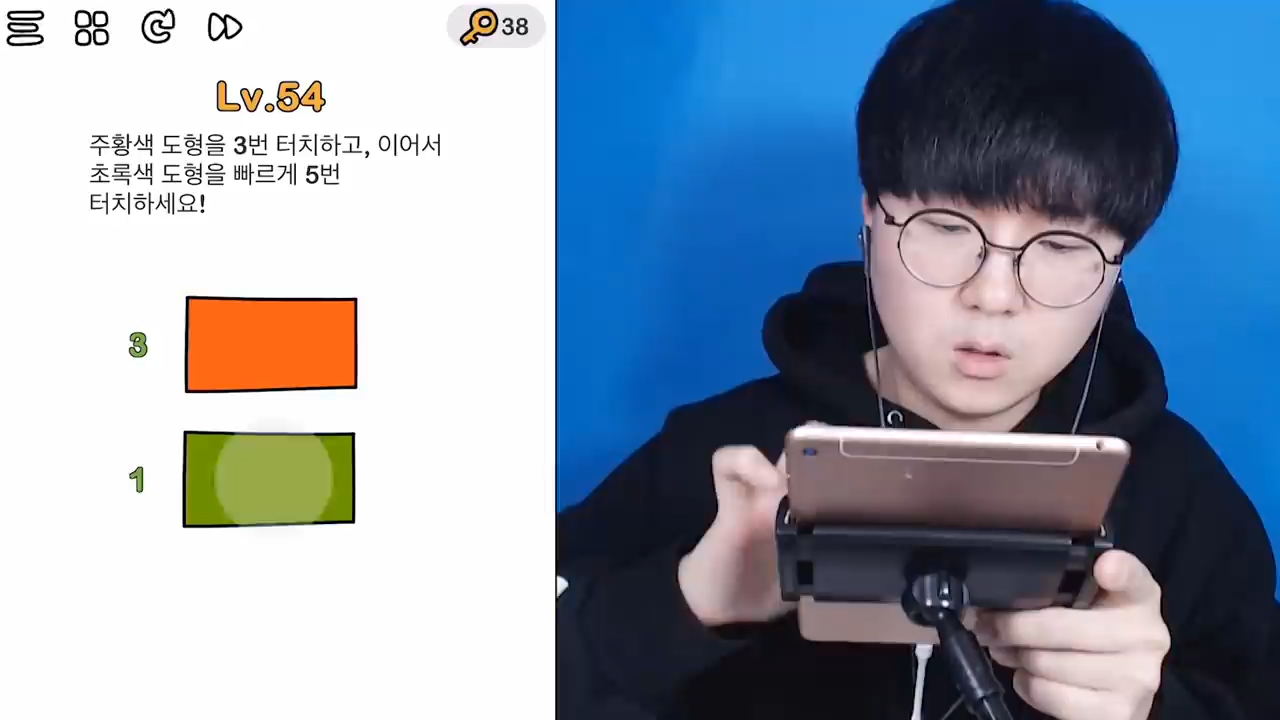 38
Lv.54
주황색 도형을 3번 터치하고, 이어서
초록색 도형을 빠르게 5번
터치하세요!
3
1